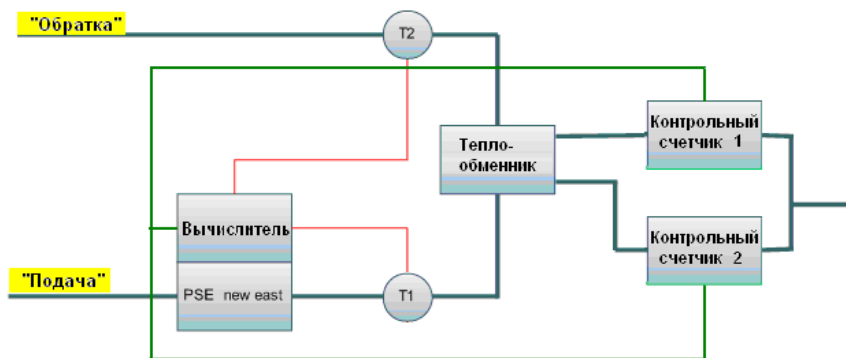 "Обратка"
T2
Тепло-
обменник
Контрольный
счетчик 1
Вычислитель
Контрольный
счетчик 2
"Подача"
PSE new east
T1